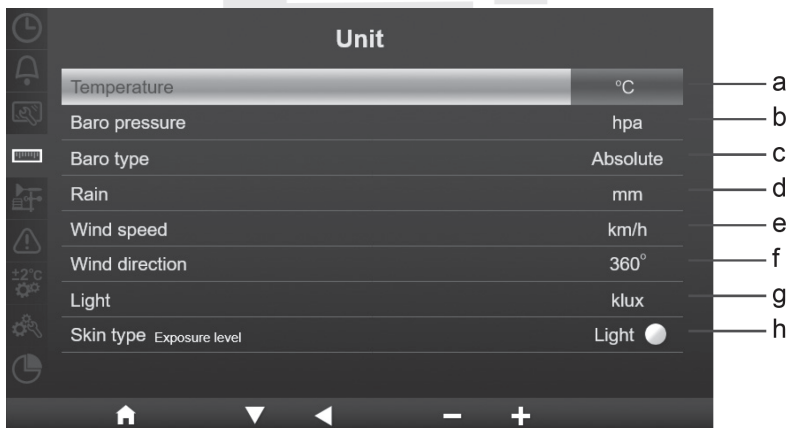 Unit
Temperature °C a
Baro pressure hpa b
Baro type Absolute c
Rain mm d
Wind speed km/h e
Wind direction 360° f
±2°C
Light klux g
Skin type Exposure level Light h